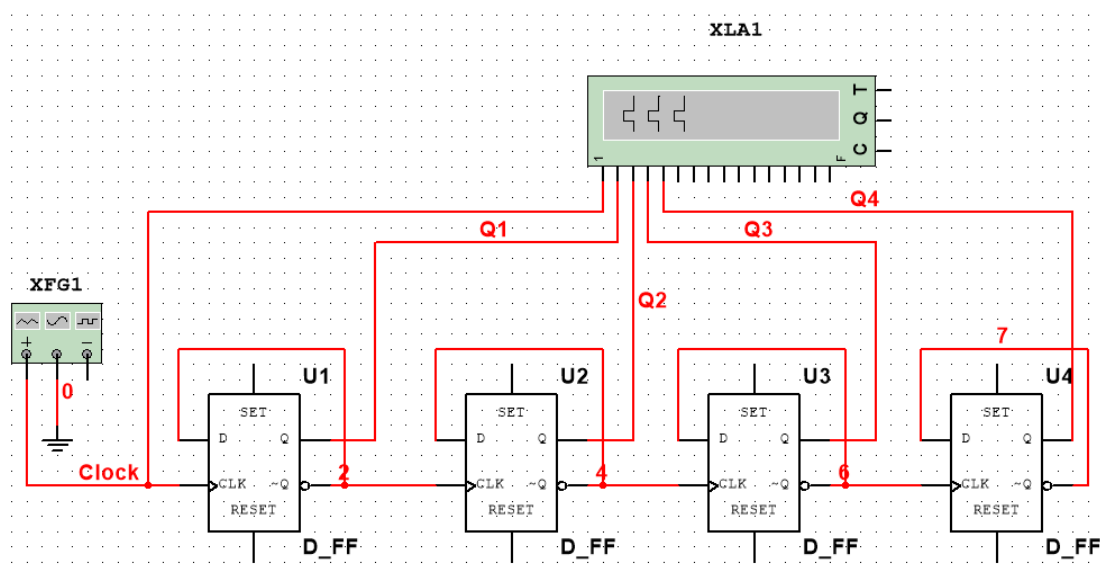 XLA1
T
Q
C
1
F
Q4
Q1
Q3
XFG1
Q2
+
−
7
0
U1
U2
U3
U4
SET
SET
SET
SET
D
Q
D
Q
D
Q
D
Q
Clock
2
4
6
CLK
~Q
CLK
~Q
CLK
~Q
CLK
~Q
RESET
RESET
RESET
RESET
D_FF
D_FF
D_FF
D_FF